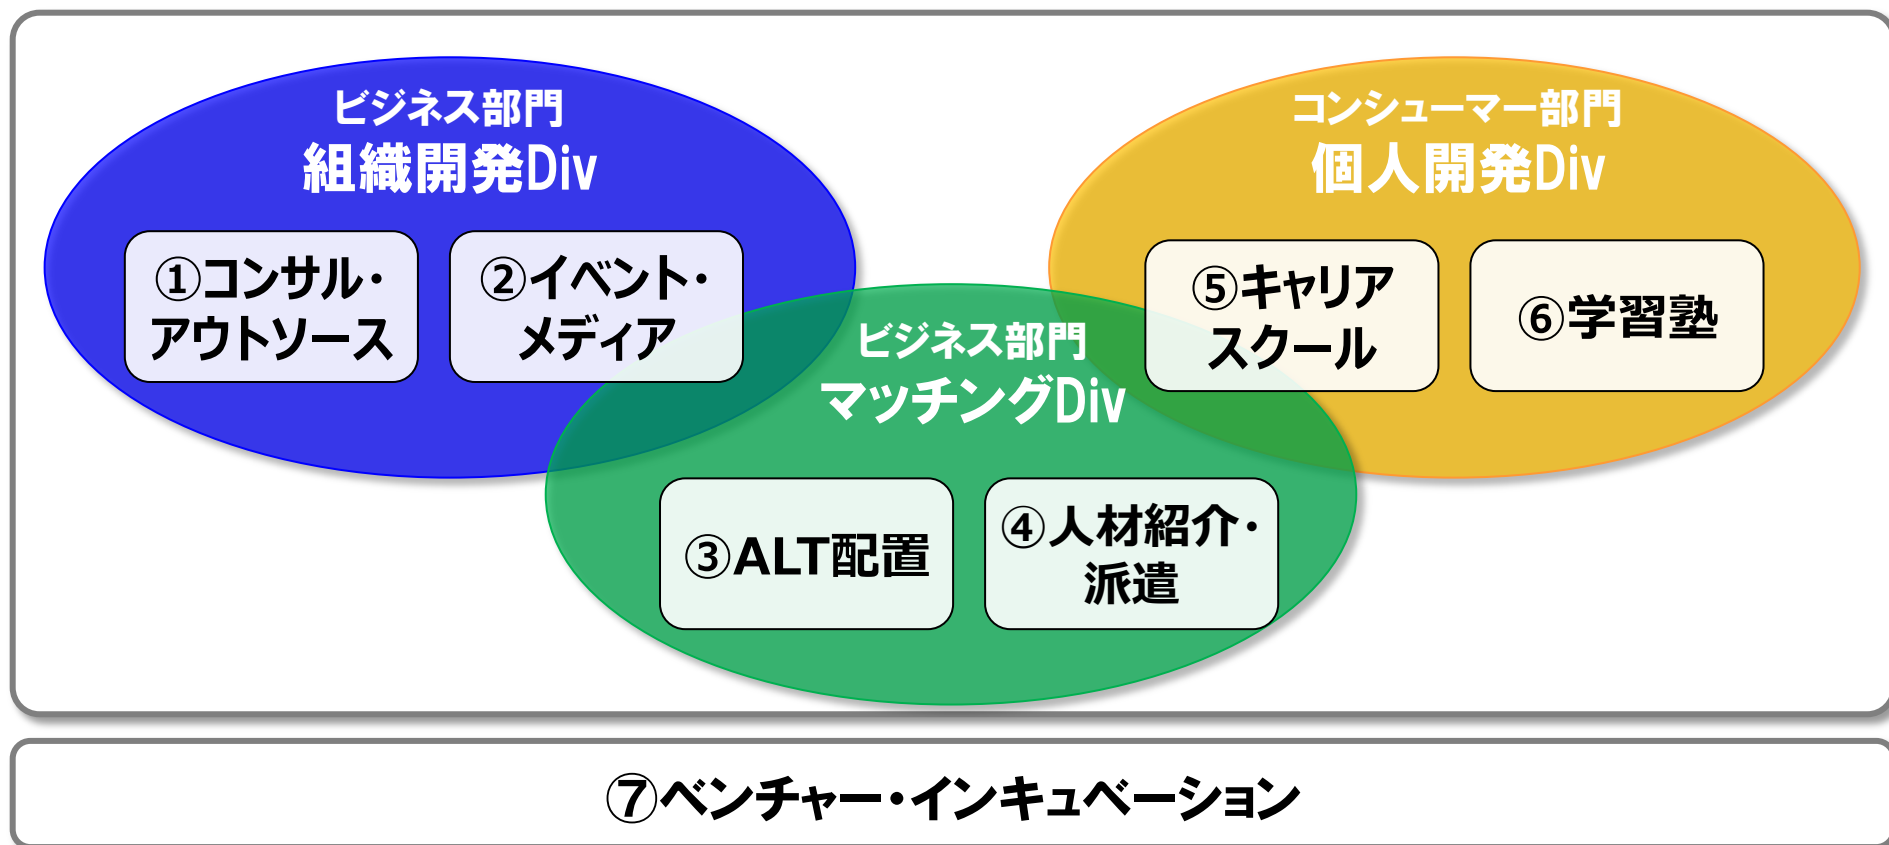 ビジネス部門
組織開発Div
①コンサル・
アウトソース
②イベント・
メディア
コンシューマー部門
個人開発Div
⑤キャリア
スクール
⑥学習塾
ビジネス部門
マッチングDiv
③ALT配置
④人材紹介・
派遣
⑦ベンチャー・インキュベーション